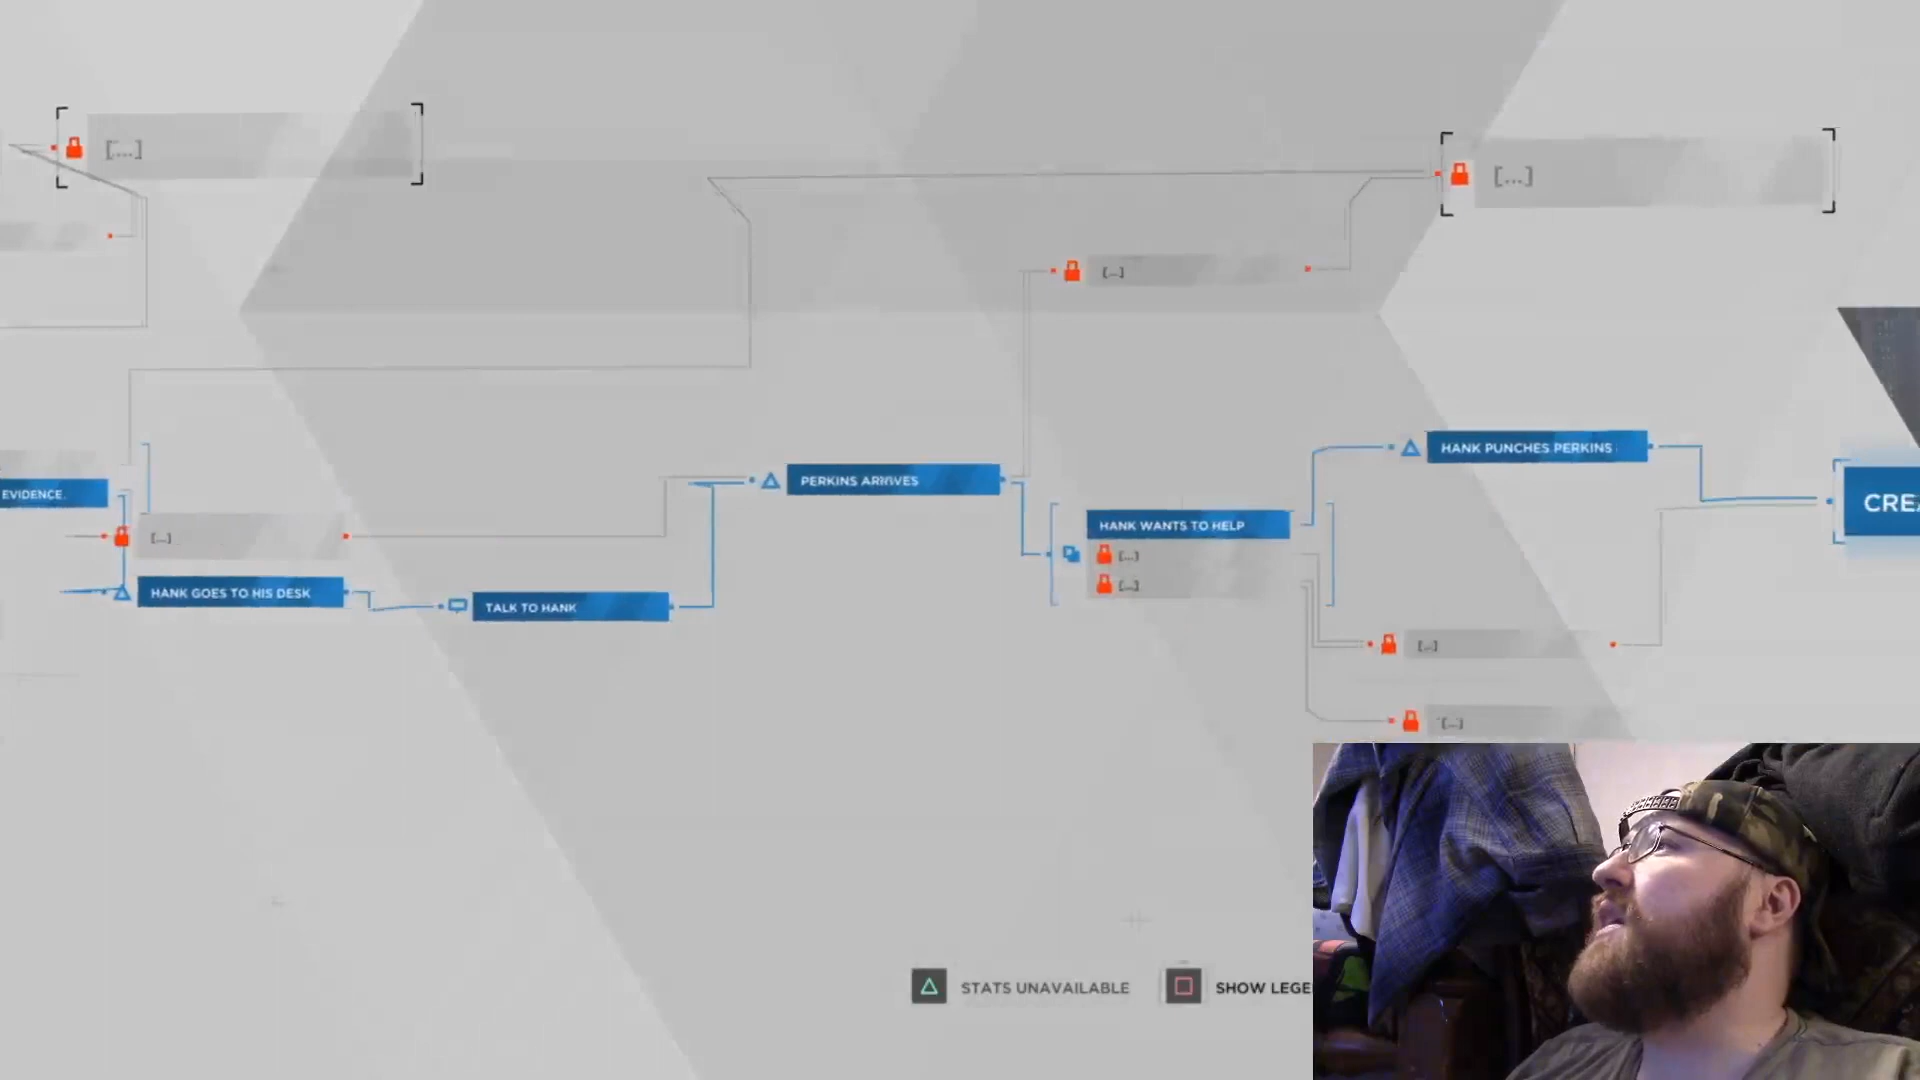 [...]
[...]
[...]
HANK PUNCHES PERKINS
PERKINS ARRIVES
EVIDENCE.
CRE
HANK WANTS TO HELP
[...]
[...]
[...]
HANK GOES TO HIS DESK
TALK TO HANK
[...]
[...]
STATS UNAVAILABLE
SHOW LEGE